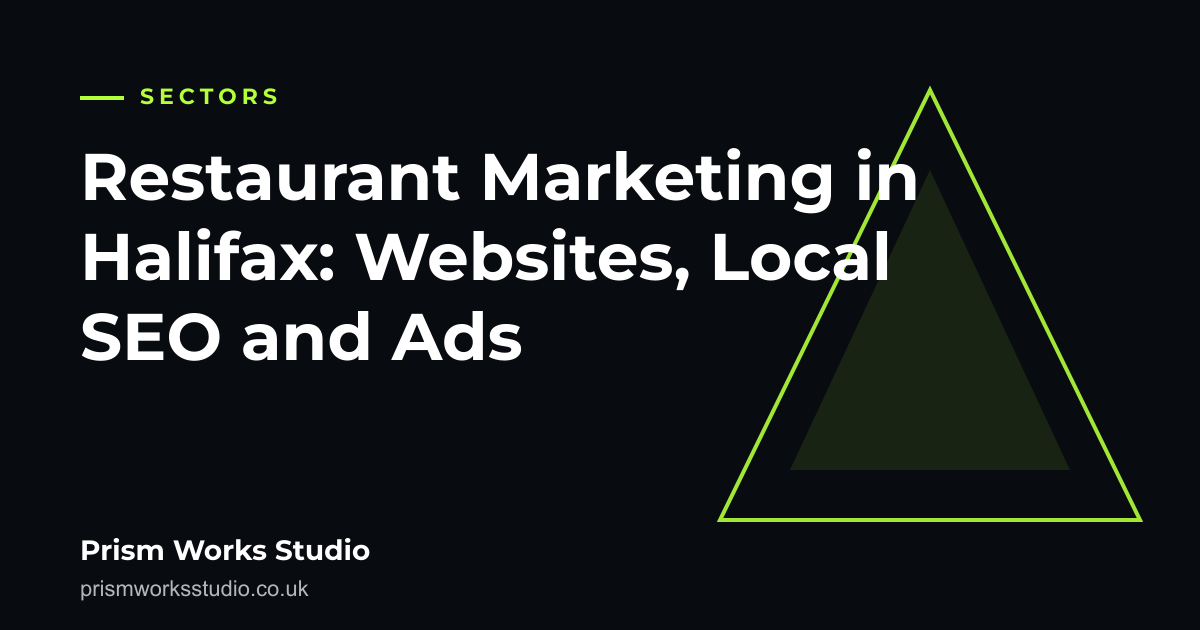 SECTORS
Restaurant Marketing in
Halifax: Websites, Local
SEO and Ads
Prism Works Studio
prismworksstudio.co.uk